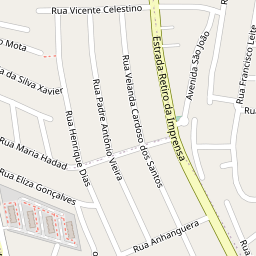 Rua Vicente Celestino
Mota
da Silva Xavier
Rua Henrique Dias
Rua Padre Antônio Vieira
Rua Velanda Cardoso dos Santos
Estrada Retiro da Imprensa
Avenida São João
Rua Francisco Leite
Rua Maria Hadad
Rua Eliza Gonçalves
Rua Anhanguera